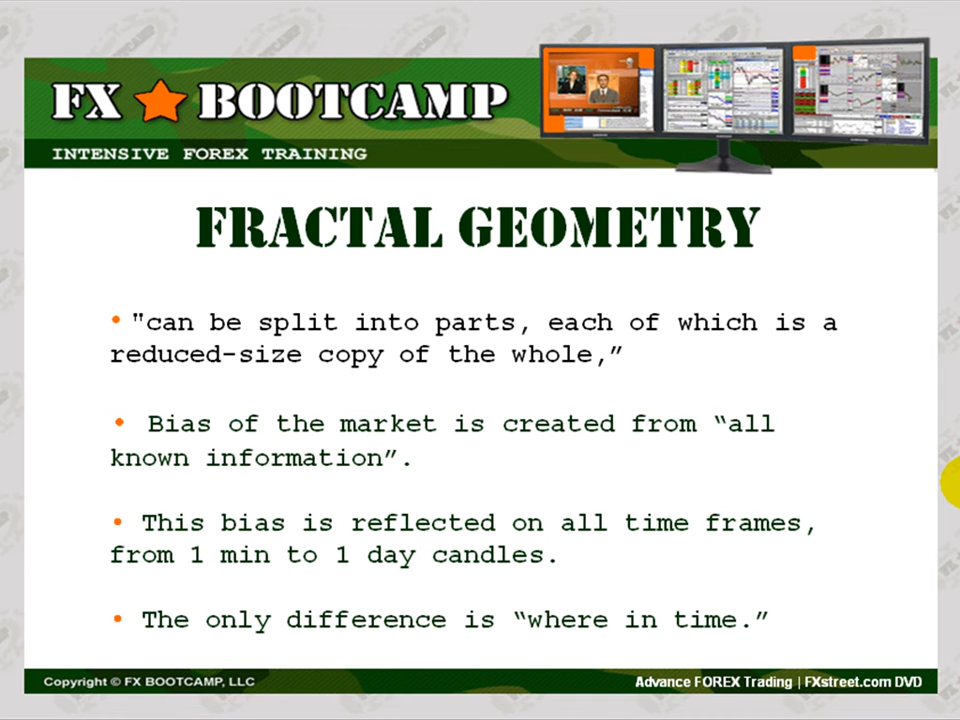 FX BOOTCAMP
INTENSIVE FOREX TRAINING
FRACTAL GEOMETRY
• "can be split into parts, each of which is a
reduced-size copy of the whole,”
• Bias of the market is created from “all
known information”.
• This bias is reflected on all time frames,
from 1 min to 1 day candles.
• The only difference is “where in time.”
Copyright © FX BOOTCAMP, LLC
Advance FOREX Trading | FXstreet.com DVD